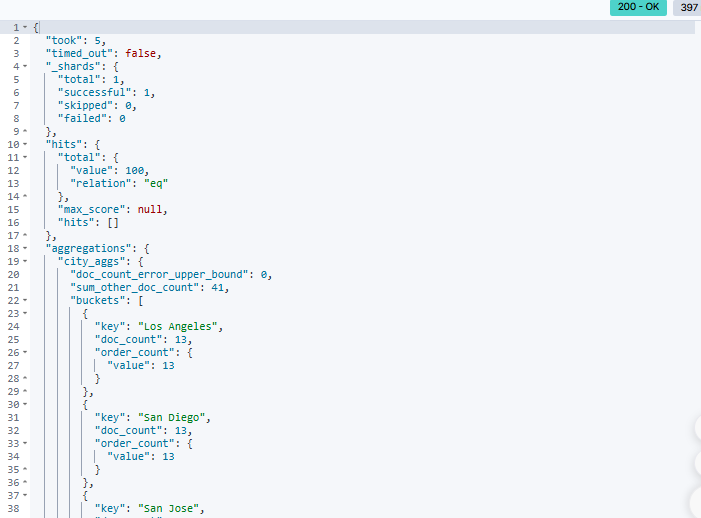 200 - OK 397
1 {
2 "took": 5,
3 "timed_out": false,
4 "_shards": {
5 "total": 1,
6 "successful": 1,
7 "skipped": 0,
8 "failed": 0
9 },
10 "hits": {
11 "total": {
12 "value": 100,
13 "relation": "eq"
14 },
15 "max_score": null,
16 "hits": []
17 },
18 "aggregations": {
19 "city_aggs": {
20 "doc_count_error_upper_bound": 0,
21 "sum_other_doc_count": 41,
22 "buckets": [
23 {
24 "key": "Los Angeles",
25 "doc_count": 13,
26 "order_count": {
27 "value": 13
28 }
29 },
30 {
31 "key": "San Diego",
32 "doc_count": 13,
33 "order_count": {
34 "value": 13
35 }
36 },
37 {
38 "key": "San Jose",